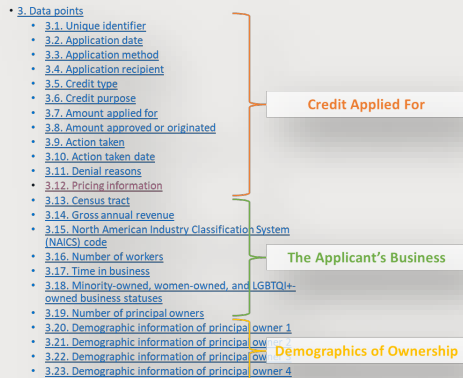 3. Data points
3.1. Unique identifier
3.2. Application date
3.3. Application method
3.4. Application recipient
3.5. Credit type
3.6. Credit purpose
3.7. Amount applied for
3.8. Amount approved or originated
3.9. Action taken
3.10. Action taken date
3.11. Denial reasons
3.12. Pricing information
3.13. Census tract
3.14. Gross annual revenue
3.15. North American Industry Classification System
(NAICS) code
3.16. Number of workers
3.17. Time in business
3.18. Minority-owned, women-owned, and LGBTQI+-
owned business statuses
3.19. Number of principal owners
3.20. Demographic information of principal owner 1
3.21. Demographic information of principal owner 2
3.22. Demographic information of principal
3.23. Demographic information of principal owner 4
Credit Applied For
The Applicant's Business
Demographics of Ownership